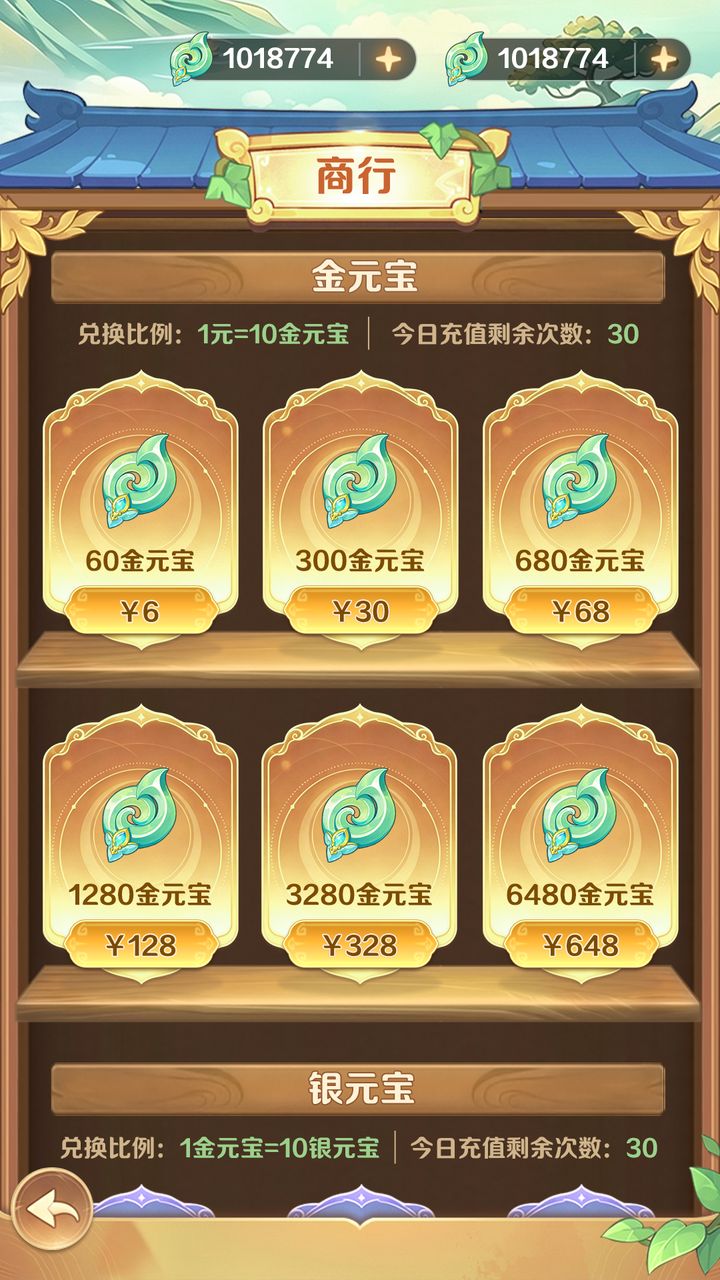 1018774 1018774
商行
金元宝
兑换比例：1元=10金元宝 今日充值剩余次数：30
60金元宝 300金元宝 680金元宝
¥6 ¥30 ¥68
1280金元宝 3280金元宝 6480金元宝
¥128 ¥328 ¥648
银元宝
兑换比例：1金元宝=10银元宝 今日充值剩余次数：30